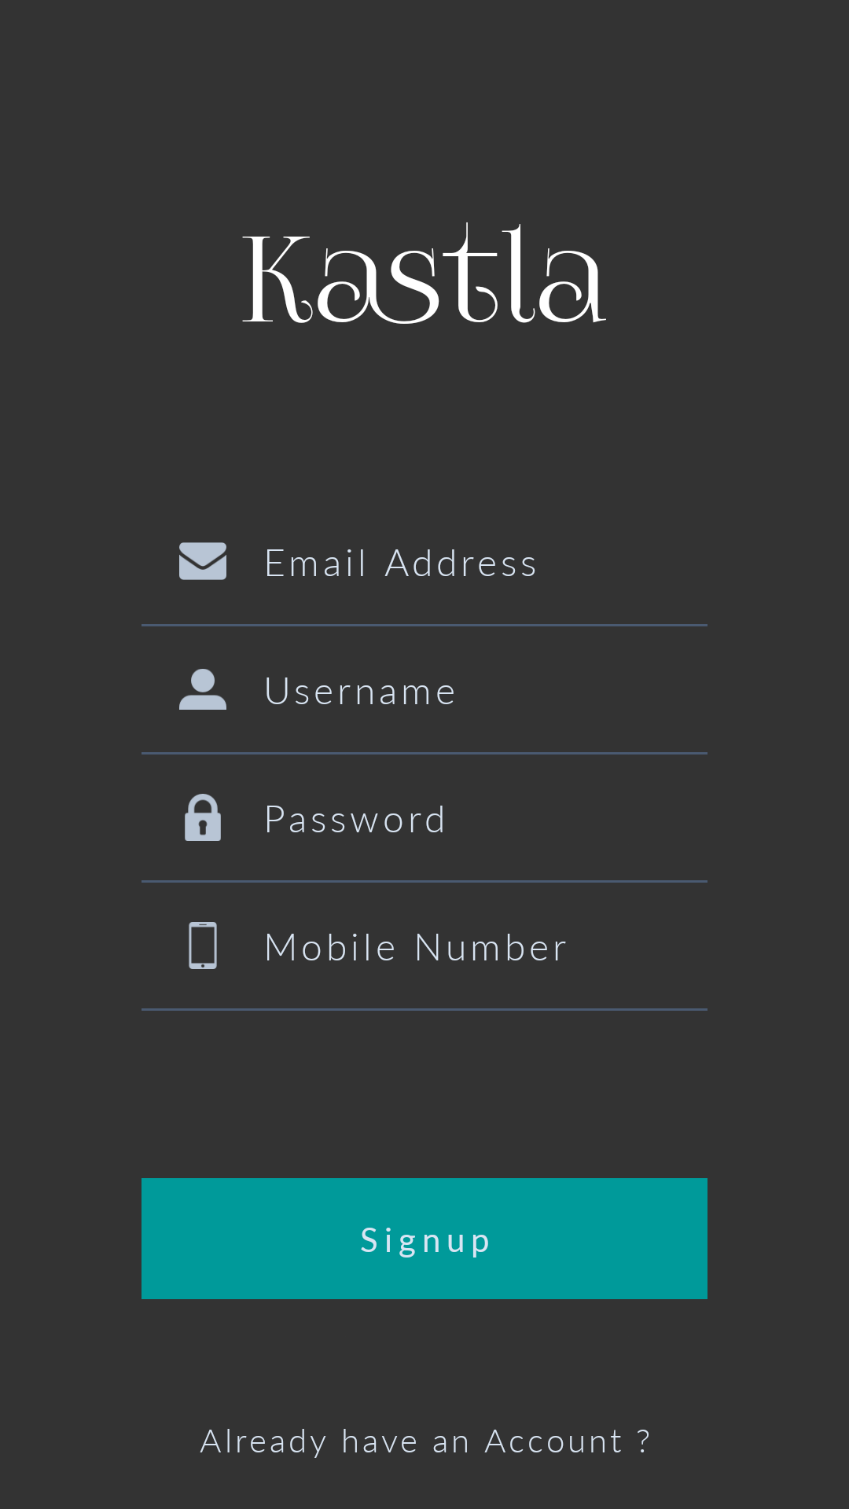 Kastla
Email Address
Username
Password
Mobile Number
Signup
Already have an Account ?